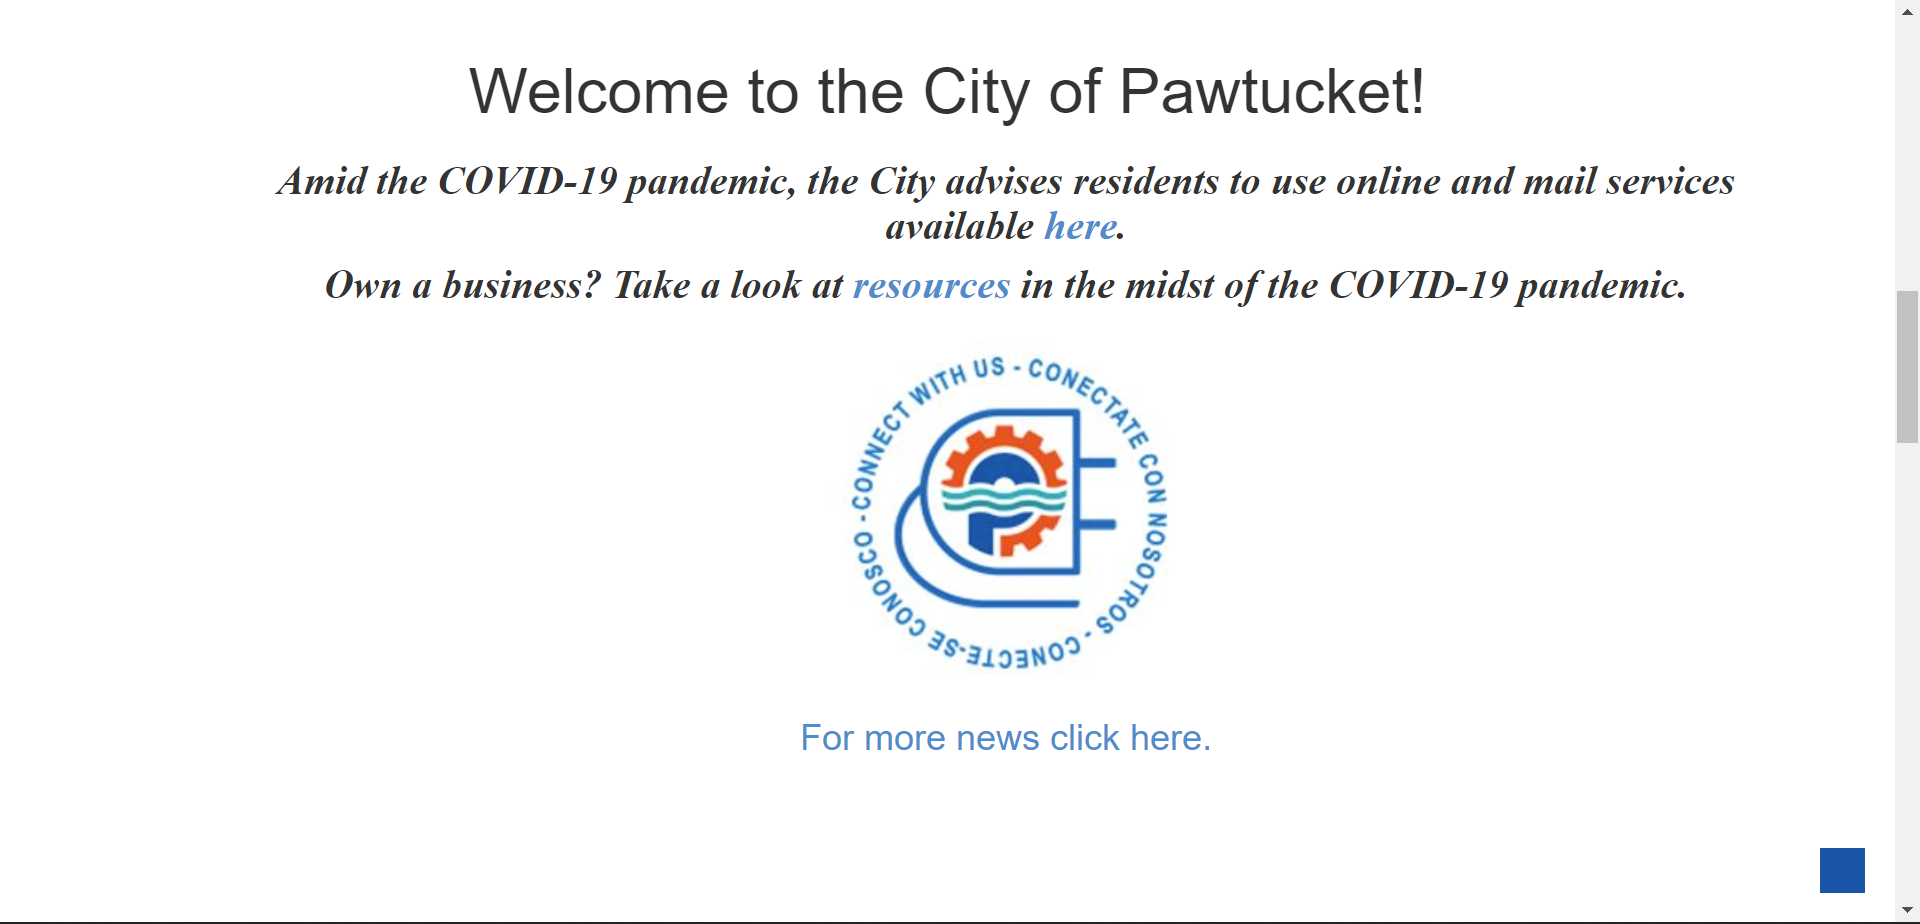 Welcome to the City of Pawtucket!
Amid the COVID-19 pandemic, the City advises residents to use online and mail services
available here.
Own a business? Take a look at resources in the midst of the COVID-19 pandemic.
CONNECT WITH US - CONECTATE CON NOSOTROS - CONECTE-SE CONOSCO -
For more news click here.